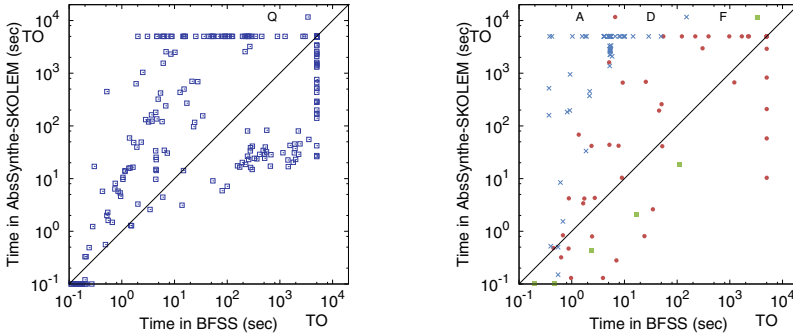 Q
Time in AbsSynthe-SKOLEM (sec)
TO
10^4
10^3
10^2
10^1
10^0
10^-1
10^-1 10^0 10^1 10^2 10^3 10^4
Time in BFSS (sec)
TO
A D F
Time in AbsSynthe-SKOLEM (sec)
TO
10^4
10^3
10^2
10^1
10^0
10^-1
10^-1 10^0 10^1 10^2 10^3 10^4
Time in BFSS (sec)
TO